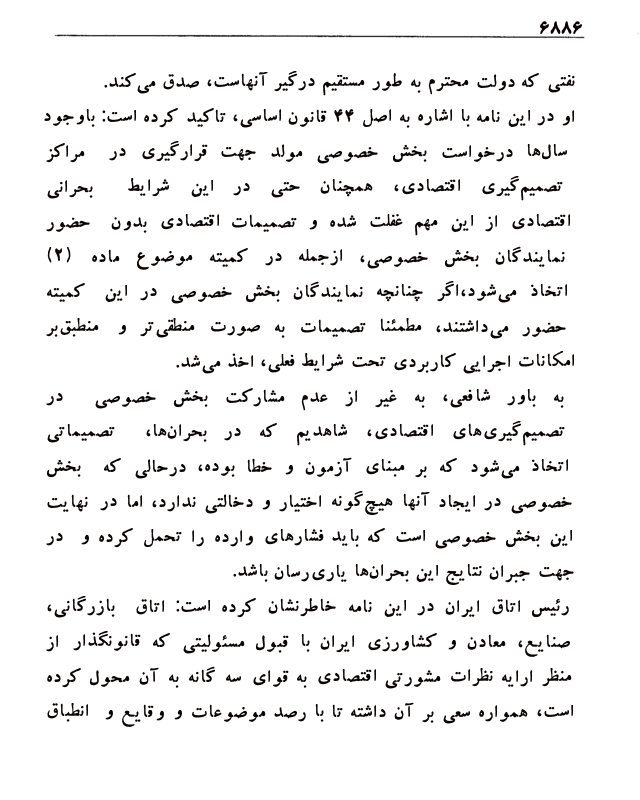 ۶۸۸۶
نفتی که دولت محترم به طور مستقیم درگیر آنهاست، صدق می‌کند.
او در این نامه با اشاره به اصل ۴۴ قانون اساسی، تاکید کرده است: باوجود
سال‌ها درخواست بخش خصوصی مولد جهت قرارگیری در مراکز
تصمیم‌گیری اقتصادی، همچنان حتی در این شرایط بحرانی
اقتصادی از این مهم غفلت شده و تصمیمات اقتصادی بدون حضور
نمایندگان بخش خصوصی، ازجمله در کمیته موضوع ماده (۲)
اتخاذ می‌شود،اگر چنانچه نمایندگان بخش خصوصی در این کمیته
حضور می‌داشتند، مطمئنا تصمیمات به صورت منطقی‌تر و منطبق‌بر
امکانات اجرایی کاربردی تحت شرایط فعلی، اخذ می‌شد.
به باور شافعی، به غیر از عدم مشارکت بخش خصوصی در
تصمیم‌گیری‌های اقتصادی، شاهدیم که در بحران‌ها، تصمیماتی
اتخاذ می‌شود که بر مبنای آزمون و خطا بوده، درحالی که بخش
خصوصی در ایجاد آنها هیچ‌گونه اختیار و دخالتی ندارد، اما در نهایت
این بخش خصوصی است که باید فشارهای وارده را تحمل کرده و در
جهت جبران نتایج این بحران‌ها یاری‌رسان باشد.
رئیس اتاق ایران در این نامه خاطرنشان کرده است: اتاق بازرگانی،
صنایع، معادن و کشاورزی ایران با قبول مسئولیتی که قانونگذار از
منظر ارایه نظرات مشورتی اقتصادی به قوای سه گانه به آن محول کرده
است، همواره سعی بر آن داشته تا با رصد موضوعات و وقایع و انطباق